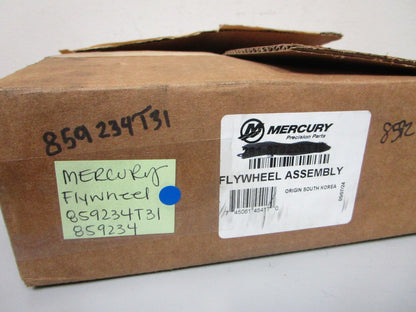 859234T31
MERCURY
Flywheel
859234T31
859234
MERCURY
Precision Parts
FLYWHEEL ASSEMBLY
ORIGIN SOUTH KOREA